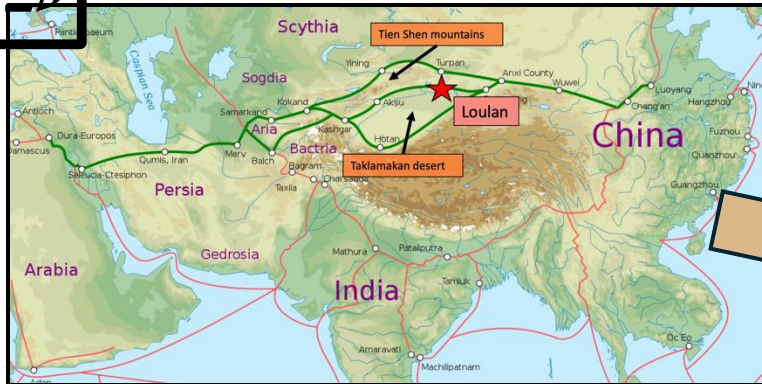 Scythia
Tien Shen mountains
Caspian Sea
Yining
Turpan
Sogdia
Anxi County
Wuwei
Luoyang
Kokand
Aksu
Loulan
Hangzhou
Antioch
Samarkand
Chang'an
Dura-Europos
Aria
Kashgar
China
Fuzhou
Damascus
Merv
Balch
Bactria
Hotan
Quanzhou
Qumis, Iran
Bagram
Taklamakan desert
Seleucia-Ctesiphon
Persia
Taxila
Charsadda
Guangzhou
Gedrosia
Mathura
Pataliputra
Arabia
India
Tamluk
Amaravati
Machilipatnam
Óc Eo